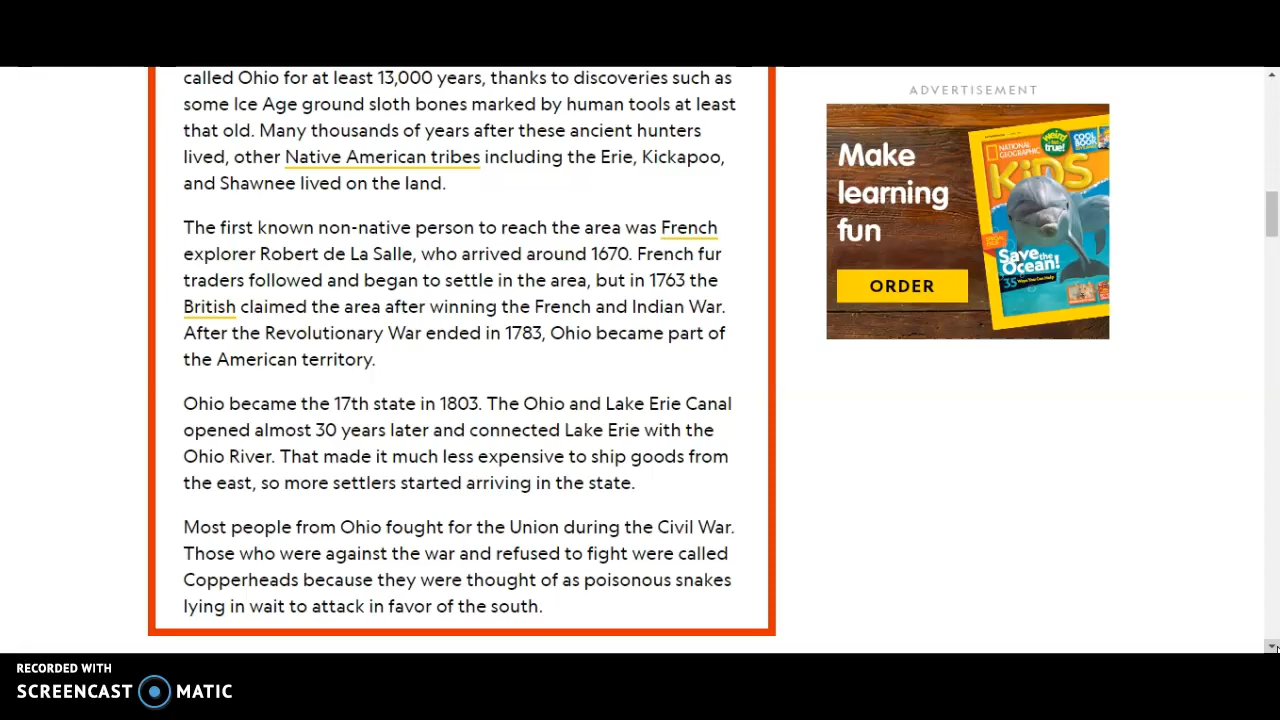 called Ohio for at least 13,000 years, thanks to discoveries such as
some Ice Age ground sloth bones marked by human tools at least
that old. Many thousands of years after these ancient hunters
lived, other Native American tribes including the Erie, Kickapoo,
and Shawnee lived on the land.
The first known non-native person to reach the area was French
explorer Robert de La Salle, who arrived around 1670. French fur
traders followed and began to settle in the area, but in 1763 the
British claimed the area after winning the French and Indian War.
After the Revolutionary War ended in 1783, Ohio became part of
the American territory.
Ohio became the 17th state in 1803. The Ohio and Lake Erie Canal
opened almost 30 years later and connected Lake Erie with the
Ohio River. That made it much less expensive to ship goods from
the east, so more settlers started arriving in the state.
Most people from Ohio fought for the Union during the Civil War.
Those who were against the war and refused to fight were called
Copperheads because they were thought of as poisonous snakes
lying in wait to attack in favor of the south.
ADVERTISEMENT
Make
learning
fun
ORDER
NATIONAL
GEOGRAPHIC
KiDS
weird
true!
COOL
BOOK
SPECIAL
ISSUE
Save the
Ocean!
35
RECORDED WITH
SCREENCAST MATIC